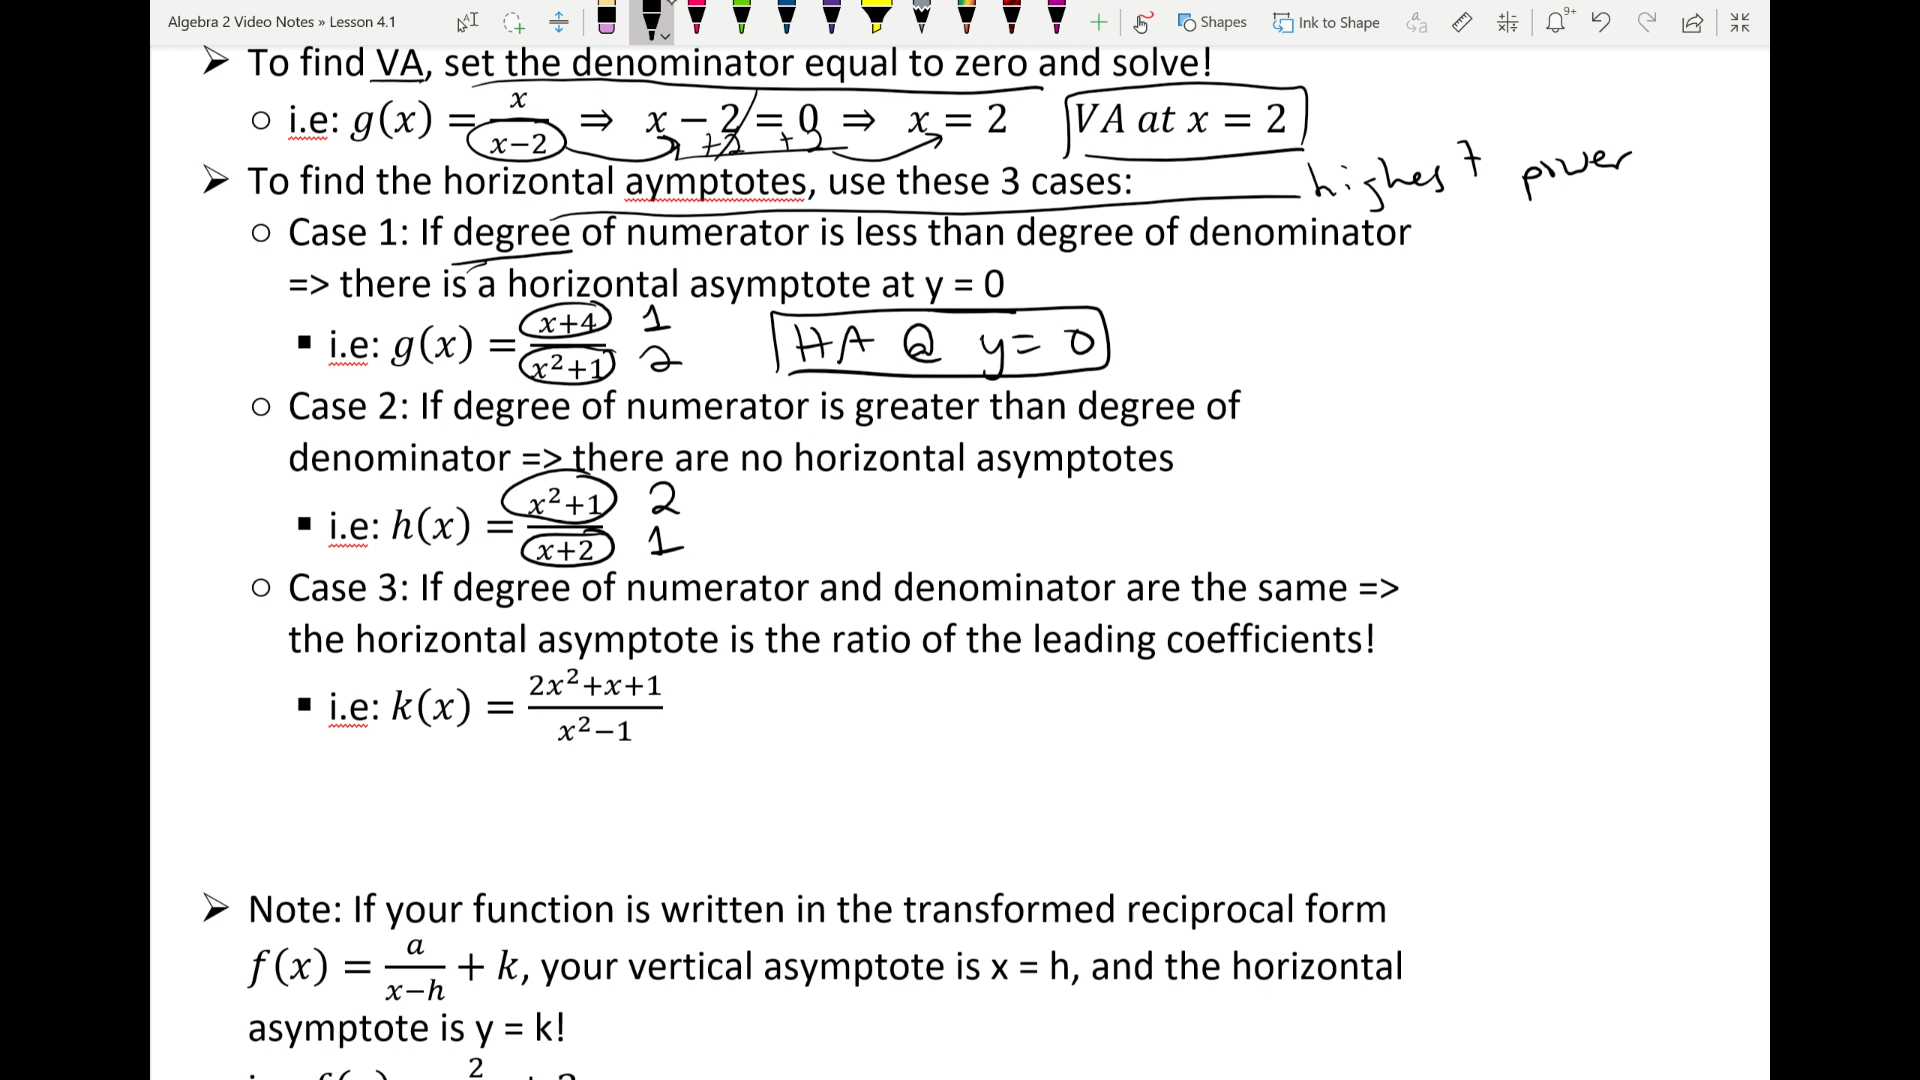 Algebra 2 Video Notes » Lesson 4.1
Shapes
Ink to Shape
9+
➤ To find VA, set the denominator equal to zero and solve!
○ i.e: g(x) = x/(x−2) ⇒ x − 2 = 0 ⇒ x = 2 VA at x = 2
+2 +2
➤ To find the horizontal aymptotes, use these 3 cases:
highest power
○ Case 1: If degree of numerator is less than degree of denominator
=> there is a horizontal asymptote at y = 0
▪ i.e: g(x) = (x+4)/(x²+1) 1 2 HA @ y = 0
○ Case 2: If degree of numerator is greater than degree of
denominator => there are no horizontal asymptotes
▪ i.e: h(x) = (x²+1)/(x+2) 2 1
○ Case 3: If degree of numerator and denominator are the same =>
the horizontal asymptote is the ratio of the leading coefficients!
▪ i.e: k(x) = (2x²+x+1)/(x²−1)
➤ Note: If your function is written in the transformed reciprocal form
f(x) = a/(x−h) + k, your vertical asymptote is x = h, and the horizontal
asymptote is y = k!
2